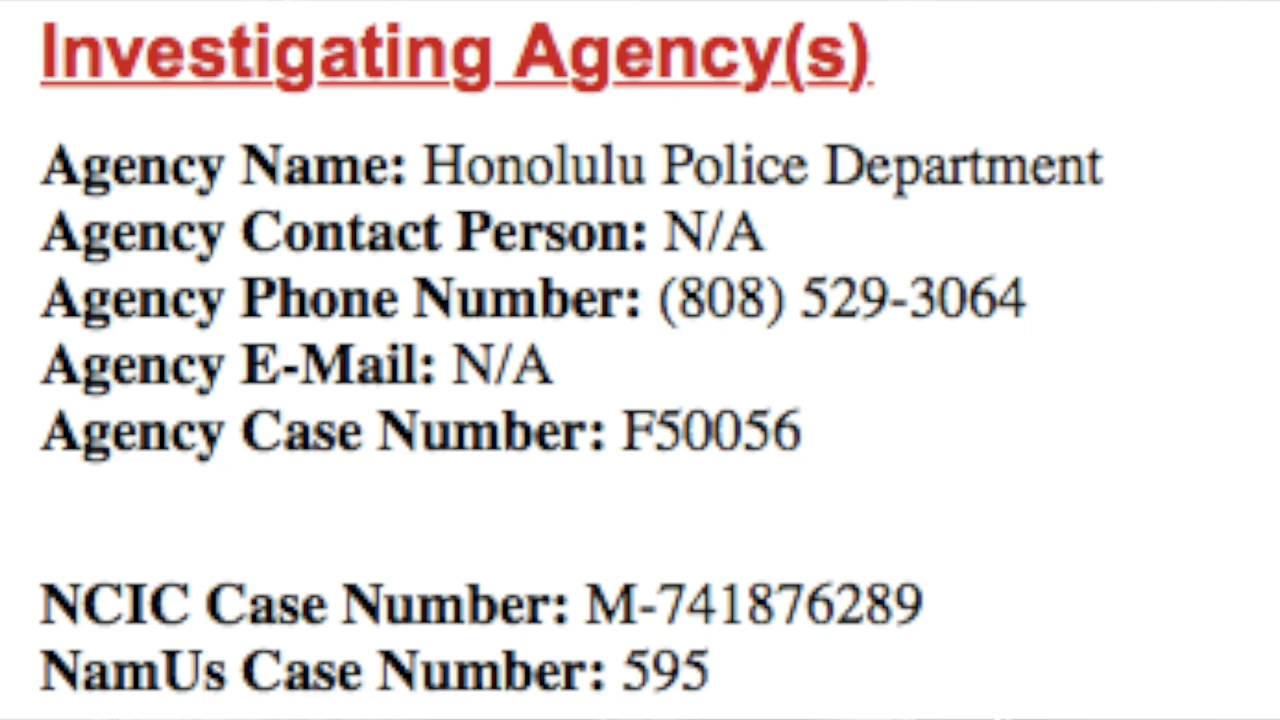 Investigating Agency(s)
Agency Name: Honolulu Police Department
Agency Contact Person: N/A
Agency Phone Number: (808) 529-3064
Agency E-Mail: N/A
Agency Case Number: F50056
NCIC Case Number: M-741876289
NamUs Case Number: 595